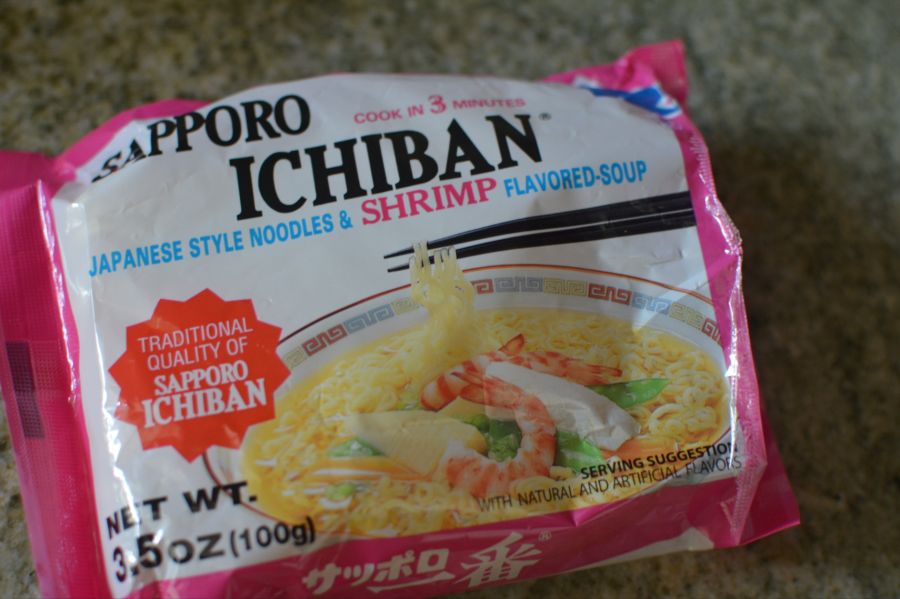 SAPPORO
COOK IN 3 MINUTES
ICHIBAN®
JAPANESE STYLE NOODLES & SHRIMP FLAVORED-SOUP
TRADITIONAL
QUALITY OF
SAPPORO
ICHIBAN
SERVING SUGGESTION
WITH NATURAL AND ARTIFICIAL FLAVORS
NET WT.
3.5 OZ (100g)
サッポロ一番®